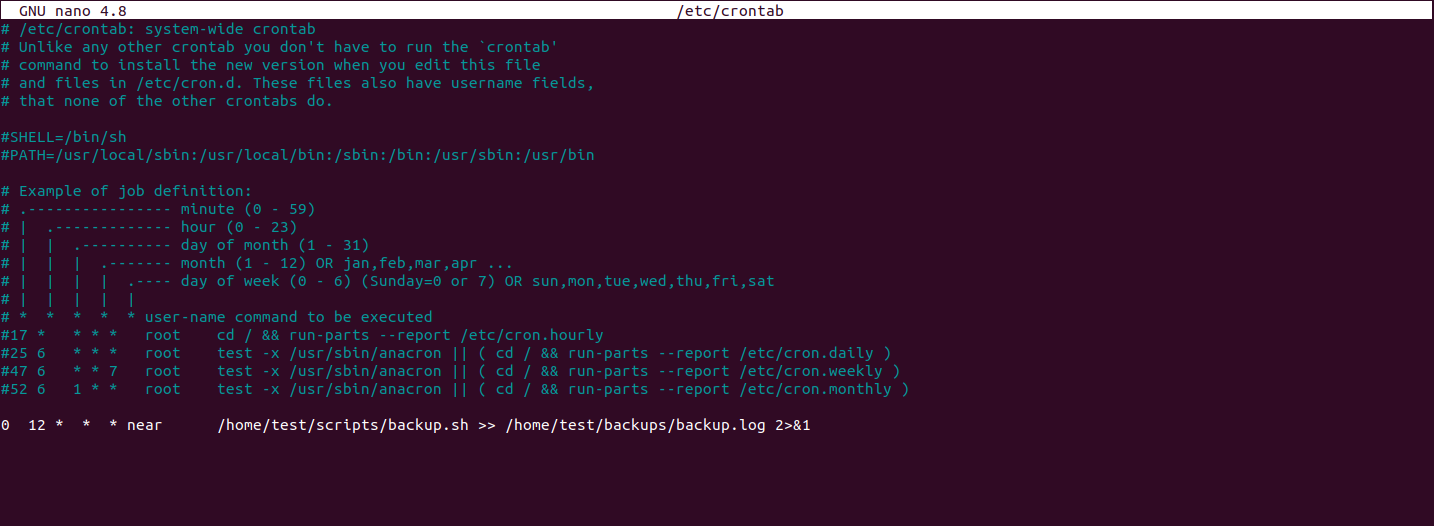 GNU nano 4.8 /etc/crontab
# /etc/crontab: system-wide crontab
# Unlike any other crontab you don't have to run the `crontab'
# command to install the new version when you edit this file
# and files in /etc/cron.d. These files also have username fields,
# that none of the other crontabs do.
#SHELL=/bin/sh
#PATH=/usr/local/sbin:/usr/local/bin:/sbin:/bin:/usr/sbin:/usr/bin
# Example of job definition:
# .---------------- minute (0 - 59)
# |  .------------- hour (0 - 23)
# |  |  .---------- day of month (1 - 31)
# |  |  |  .------- month (1 - 12) OR jan,feb,mar,apr ...
# |  |  |  |  .---- day of week (0 - 6) (Sunday=0 or 7) OR sun,mon,tue,wed,thu,fri,sat
# |  |  |  |  |
# *  *  *  *  * user-name command to be executed
#17 *   * * *   root    cd / && run-parts --report /etc/cron.hourly
#25 6   * * *   root    test -x /usr/sbin/anacron || ( cd / && run-parts --report /etc/cron.daily )
#47 6   * * 7   root    test -x /usr/sbin/anacron || ( cd / && run-parts --report /etc/cron.weekly )
#52 6   1 * *   root    test -x /usr/sbin/anacron || ( cd / && run-parts --report /etc/cron.monthly )
0  12 *  *  * near      /home/test/scripts/backup.sh >> /home/test/backups/backup.log 2>&1